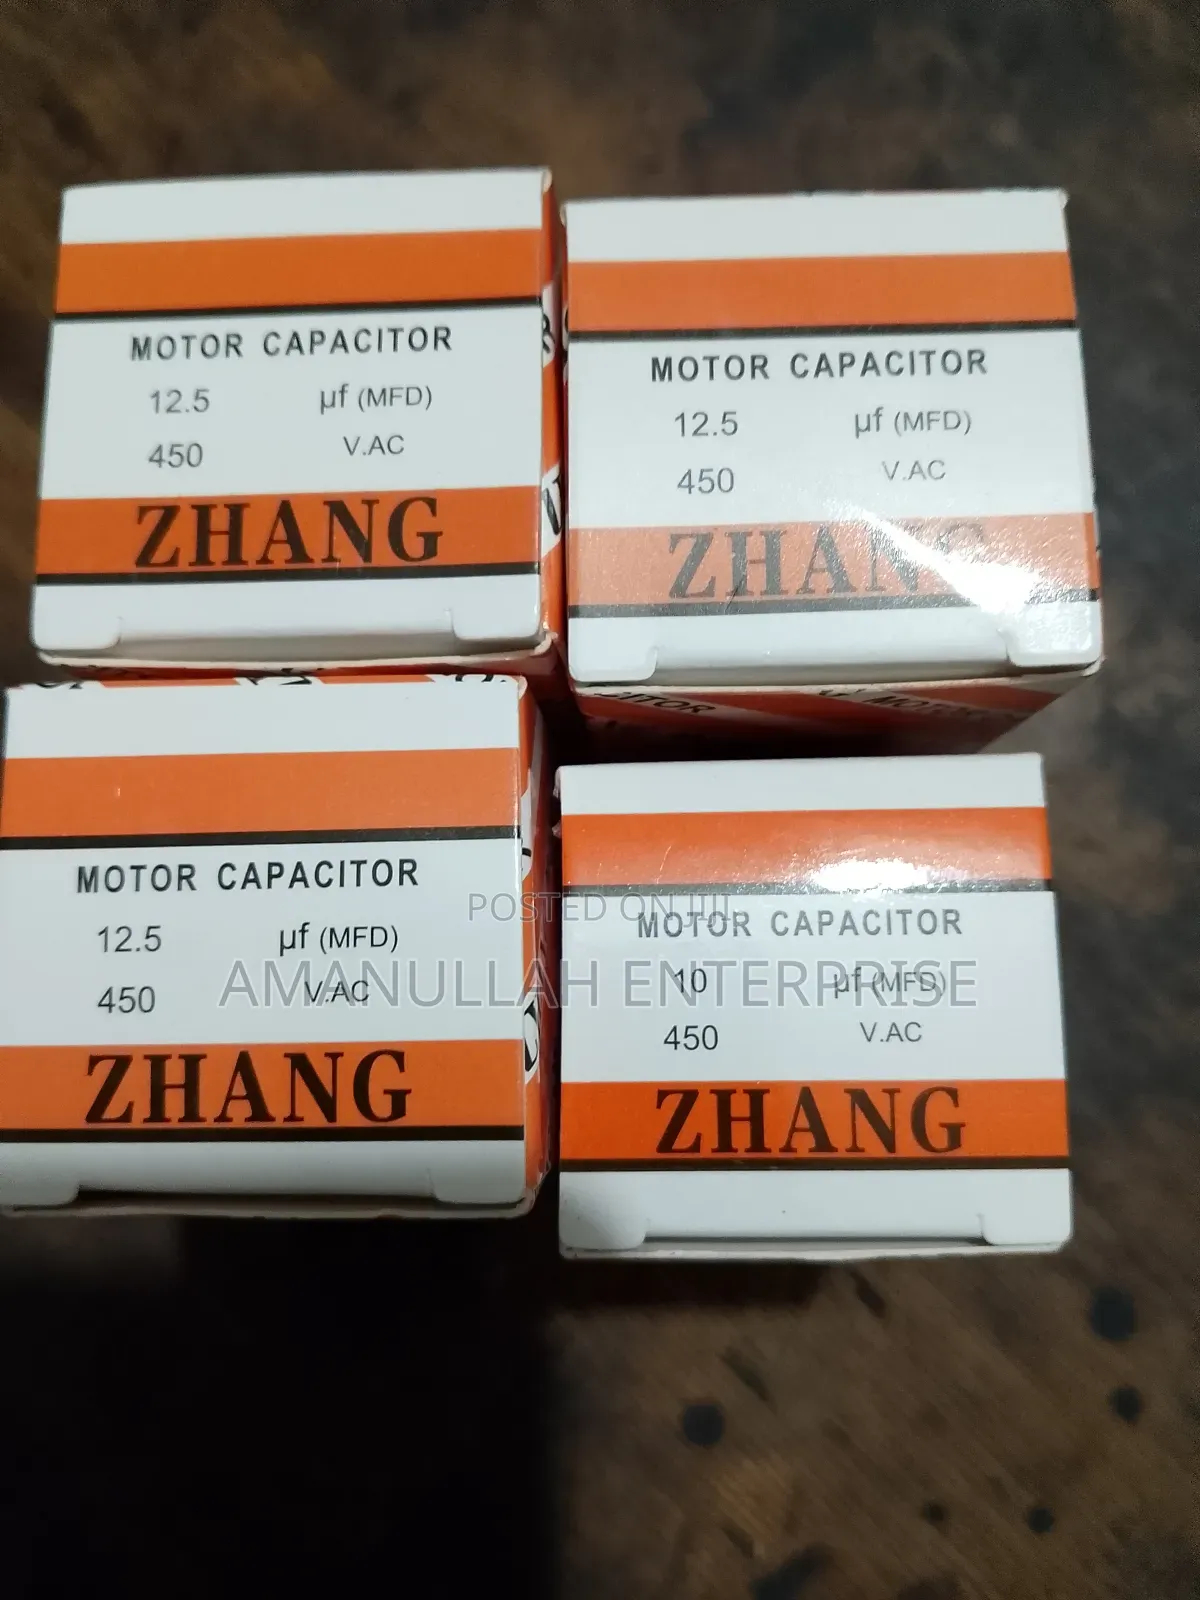 MOTOR CAPACITOR
12.5 µf (MFD)
450 V.AC
ZHANG
MOTOR CAPACITOR
12.5 µf (MFD)
450 V.AC
ZHANG
MOTOR CAPACITOR
12.5 µf (MFD)
450 V.AC
ZHANG
MOTOR CAPACITOR
10 µf (MFD)
450 V.AC
ZHANG
POSTED ON JIJI
AMANULLAH ENTERPRISE